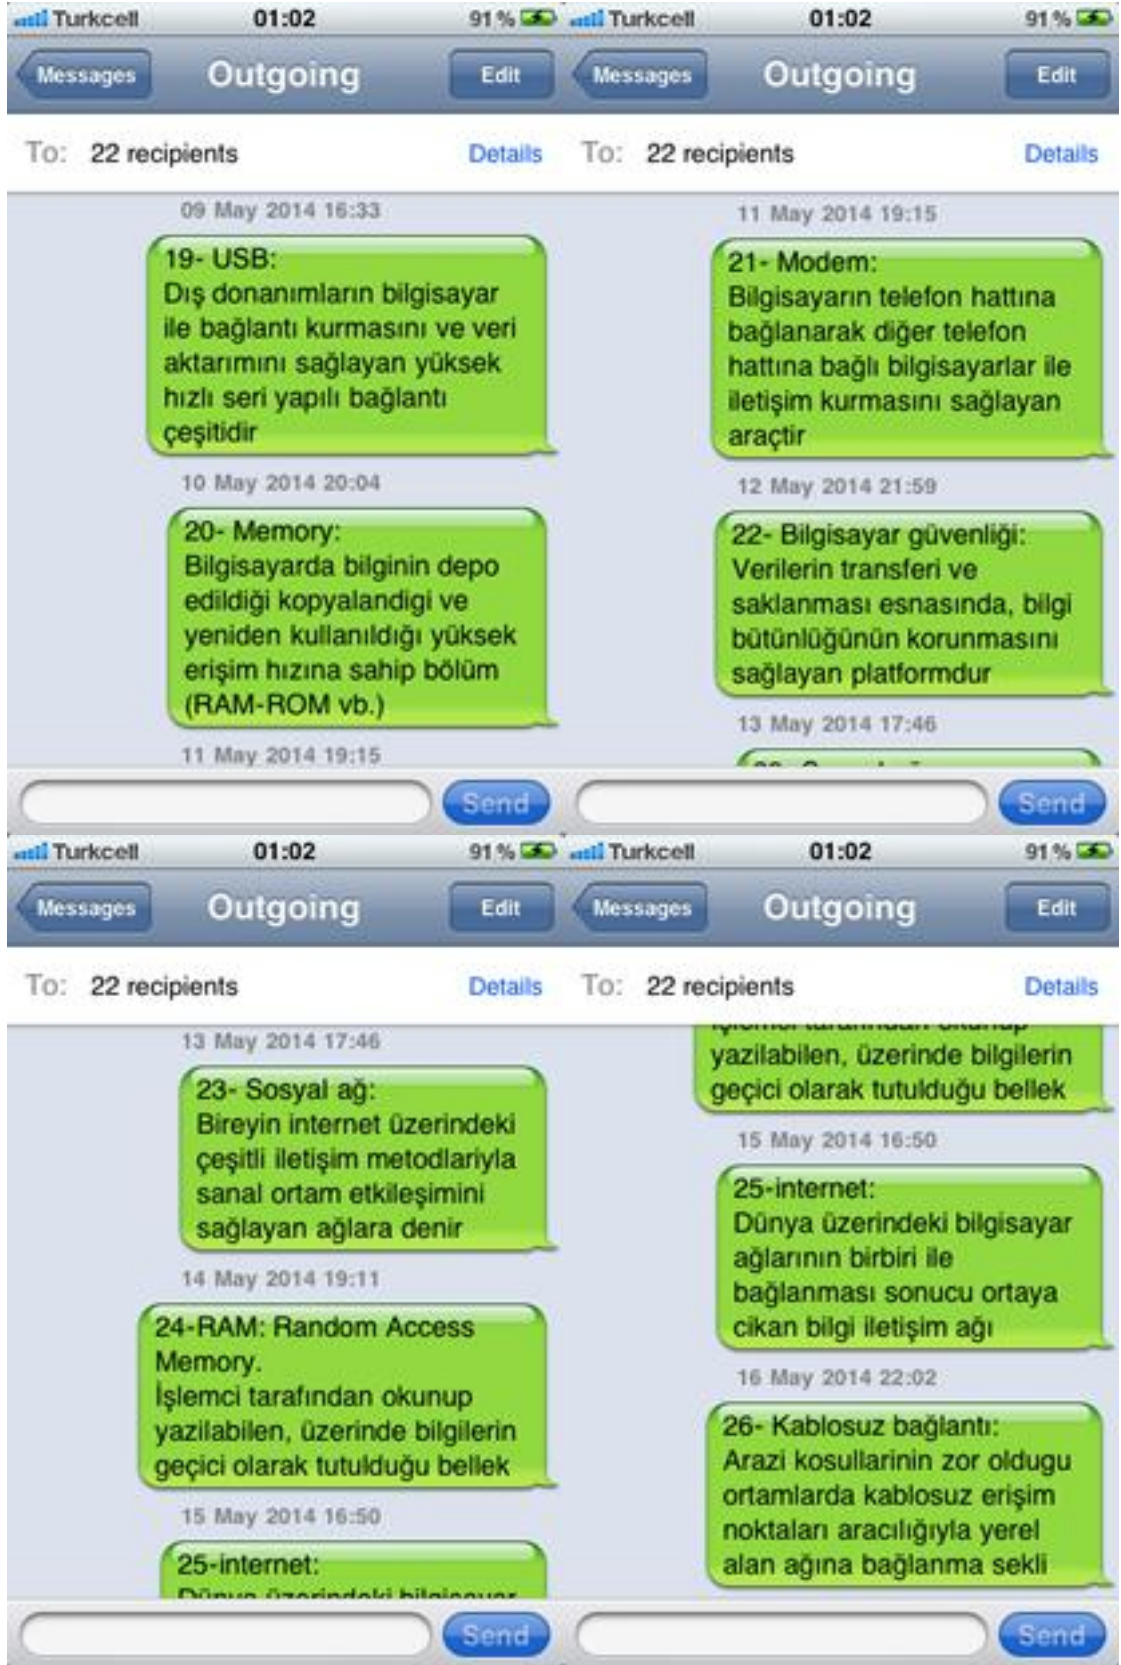 Turkcell 01:02 91%
Messages Outgoing Edit
To: 22 recipients Details
09 May 2014 16:33
19- USB:
Dış donanımların bilgisayar
ile bağlantı kurmasını ve veri
aktarımını sağlayan yüksek
hızlı seri yapılı bağlantı
çeşitidir
10 May 2014 20:04
20- Memory:
Bilgisayarda bilginin depo
edildiği kopyalandigi ve
yeniden kullanıldığı yüksek
erişim hızına sahip bölüm
(RAM-ROM vb.)
11 May 2014 19:15
Send
Turkcell 01:02 91%
Messages Outgoing Edit
To: 22 recipients Details
11 May 2014 19:15
21- Modem:
Bilgisayarın telefon hattına
bağlanarak diğer telefon
hattına bağlı bilgisayarlar ile
iletişim kurmasını sağlayan
araçtir
12 May 2014 21:59
22- Bilgisayar güvenliği:
Verilerin transferi ve
saklanması esnasında, bilgi
bütünlüğünün korunmasını
sağlayan platformdur
13 May 2014 17:46
Send
Turkcell 01:02 91%
Messages Outgoing Edit
To: 22 recipients Details
13 May 2014 17:46
23- Sosyal ağ:
Bireyin internet üzerindeki
çeşitli iletişim metodlariyla
sanal ortam etkileşimini
sağlayan ağlara denir
14 May 2014 19:11
24-RAM: Random Access
Memory.
İşlemci tarafından okunup
yazilabilen, üzerinde bilgilerin
geçici olarak tutulduğu bellek
15 May 2014 16:50
25-internet:
Dünya üzerindeki bilgisayar
Send
Turkcell 01:02 91%
Messages Outgoing Edit
To: 22 recipients Details
İşlemci tarafından okunup
yazilabilen, üzerinde bilgilerin
geçici olarak tutulduğu bellek
15 May 2014 16:50
25-internet:
Dünya üzerindeki bilgisayar
ağlarının birbiri ile
bağlanması sonucu ortaya
cikan bilgi iletişim ağı
16 May 2014 22:02
26- Kablosuz bağlantı:
Arazi kosullarinin zor oldugu
ortamlarda kablosuz erişim
noktaları aracılığıyla yerel
alan ağına bağlanma sekli
Send